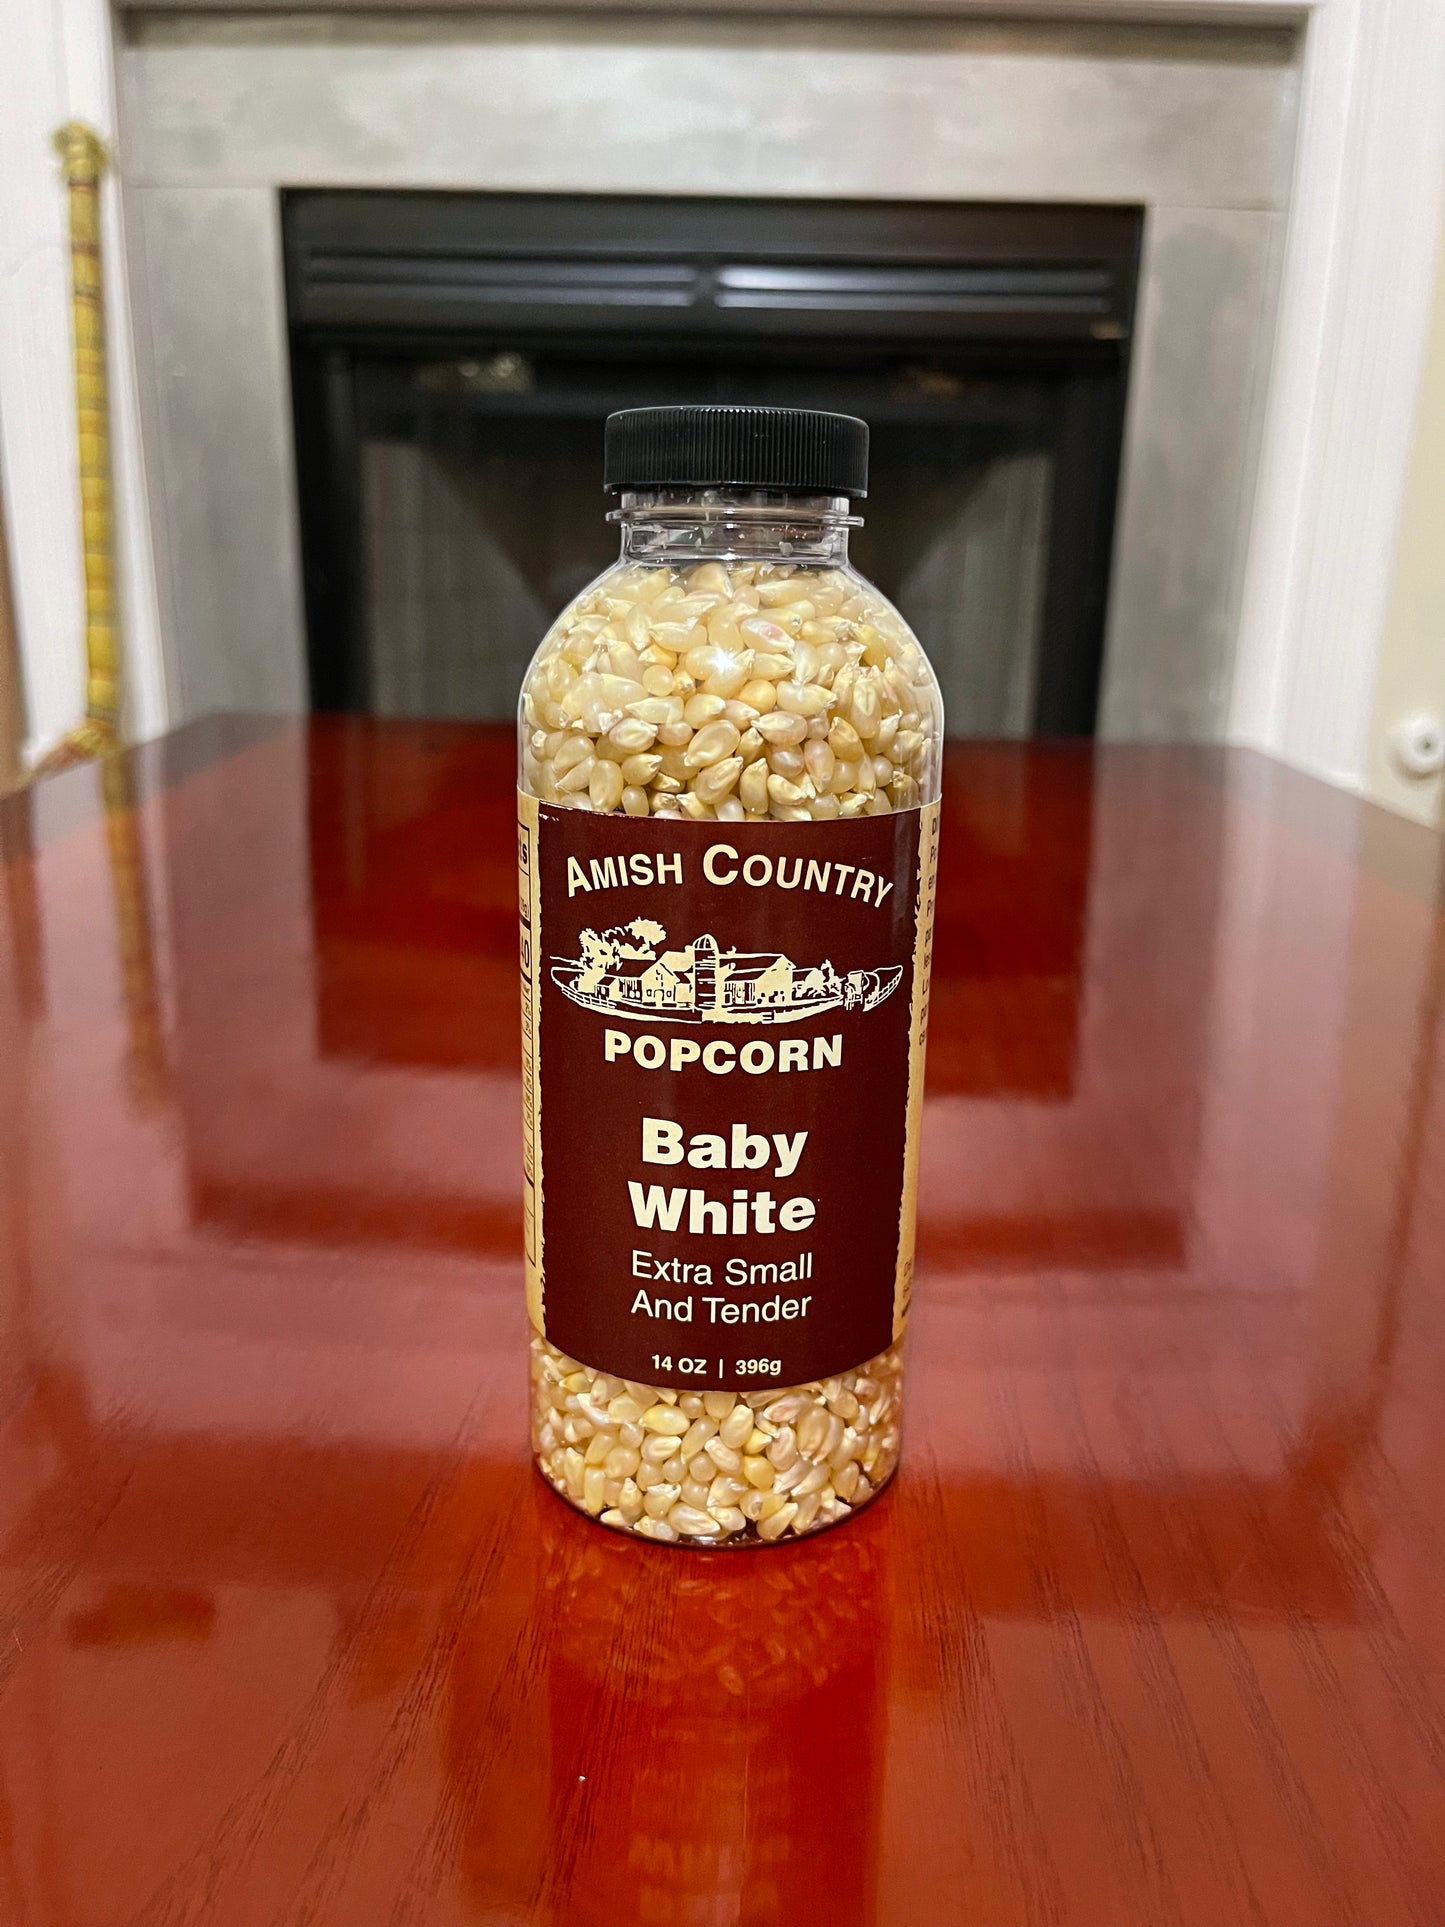 AMISH COUNTRY
POPCORN
Baby
White
Extra Small
And Tender
14 OZ | 396g